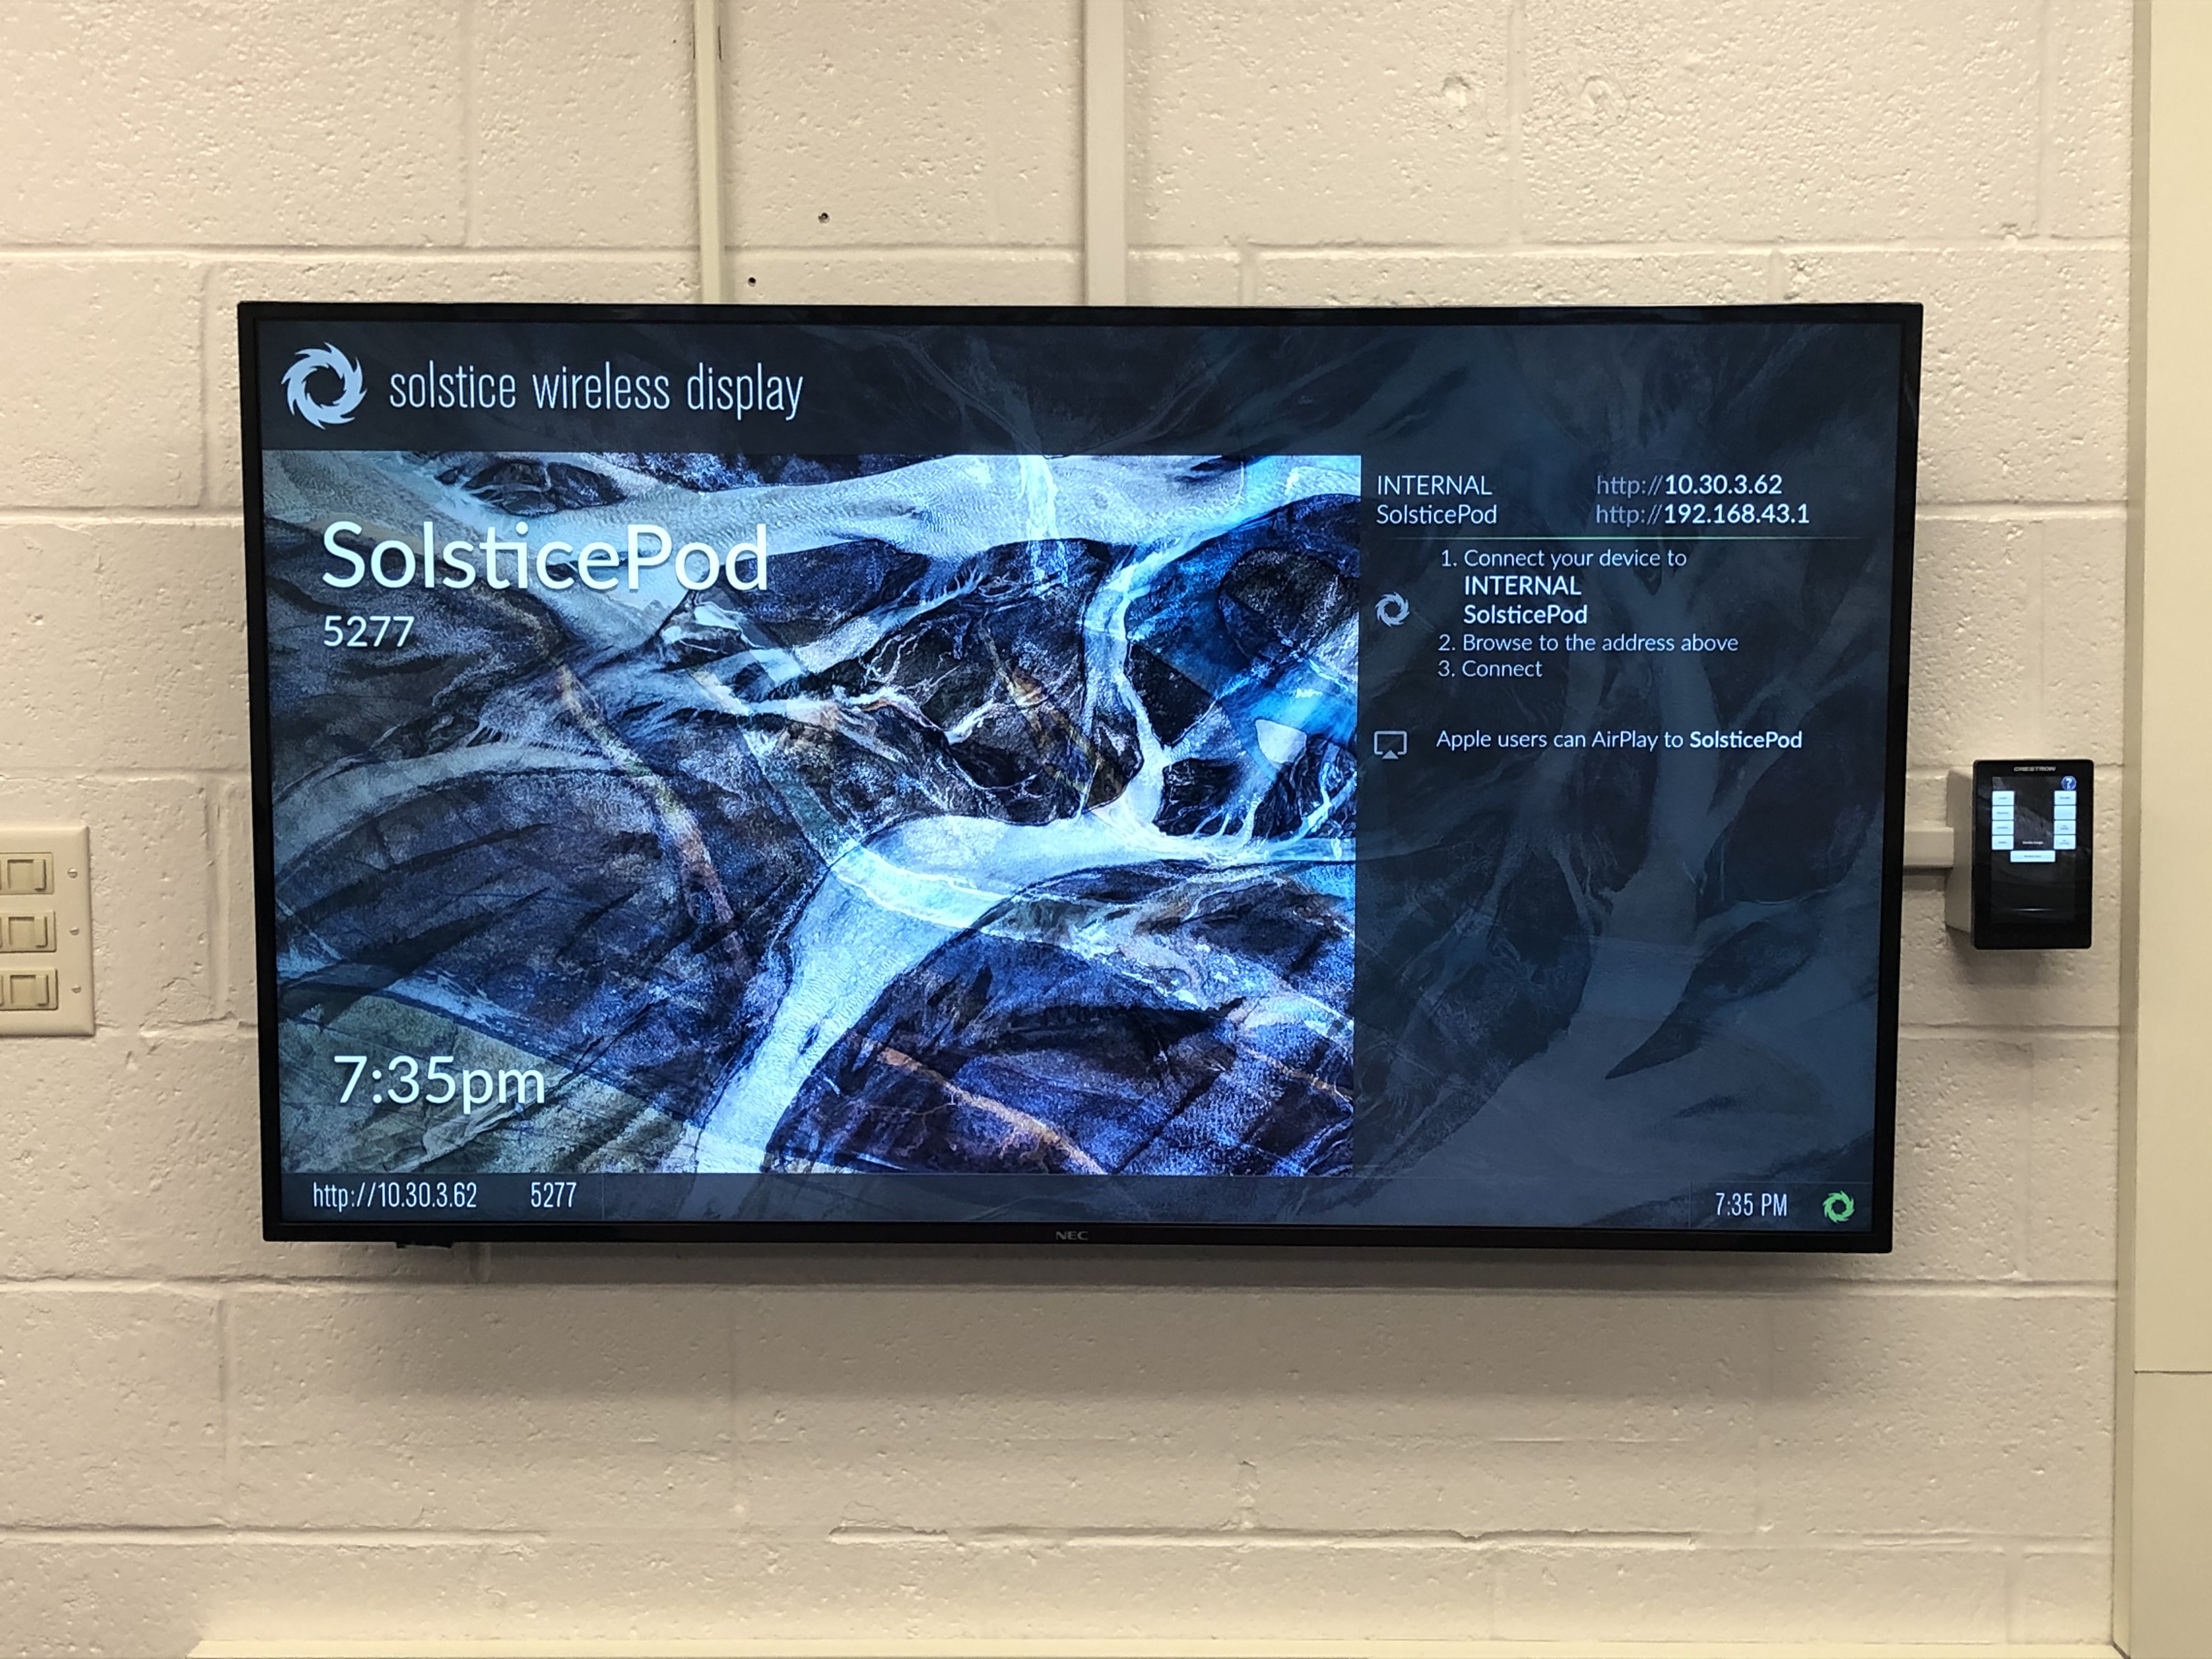 solstice wireless display
SolsticePod
5277
7:35pm
INTERNAL http://10.30.3.62
SolsticePod http://192.168.43.1
1. Connect your device to
INTERNAL
SolsticePod
2. Browse to the address above
3. Connect
Apple users can AirPlay to SolsticePod
http://10.30.3.62 5277
7:35 PM
NEC
CRESTRON
?